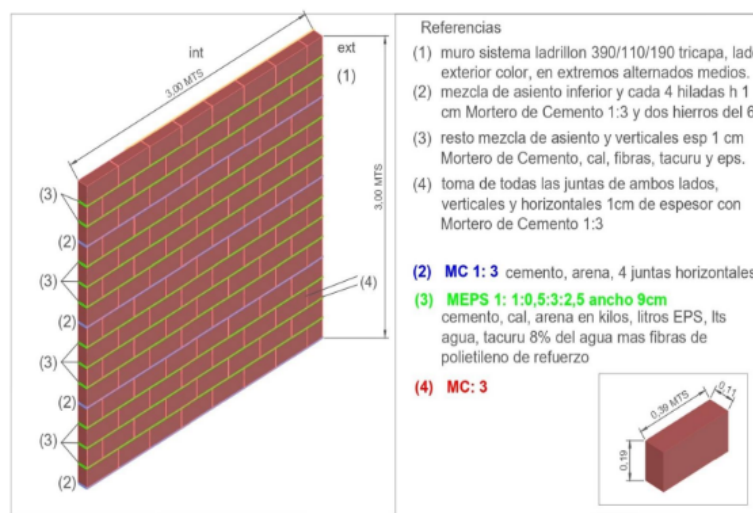 int
ext
(1)
3,00 MTS
3,00 MTS
(3)
(2)
(3)
(2)
(3)
(2)
(3)
(2)
(4)
Referencias
(1) muro sistema ladrillon 390/110/190 tricapa, lado
exterior color, en extremos alternados medios.
(2) mezcla de asiento inferior y cada 4 hiladas h 1
cm Mortero de Cemento 1:3 y dos hierros del 6
(3) resto mezcla de asiento y verticales esp 1 cm
Mortero de Cemento, cal, fibras, tacuru y eps.
(4) toma de todas las juntas de ambos lados,
verticales y horizontales 1cm de espesor con
Mortero de Cemento 1:3
(2) MC 1: 3 cemento, arena, 4 juntas horizontales
(3) MEPS 1: 1:0,5:3:2,5 ancho 9cm
cemento, cal, arena en kilos, litros EPS, lts
agua, tacuru 8% del agua mas fibras de
polietileno de refuerzo
(4) MC: 3
0,39 MTS
0,11
0,19